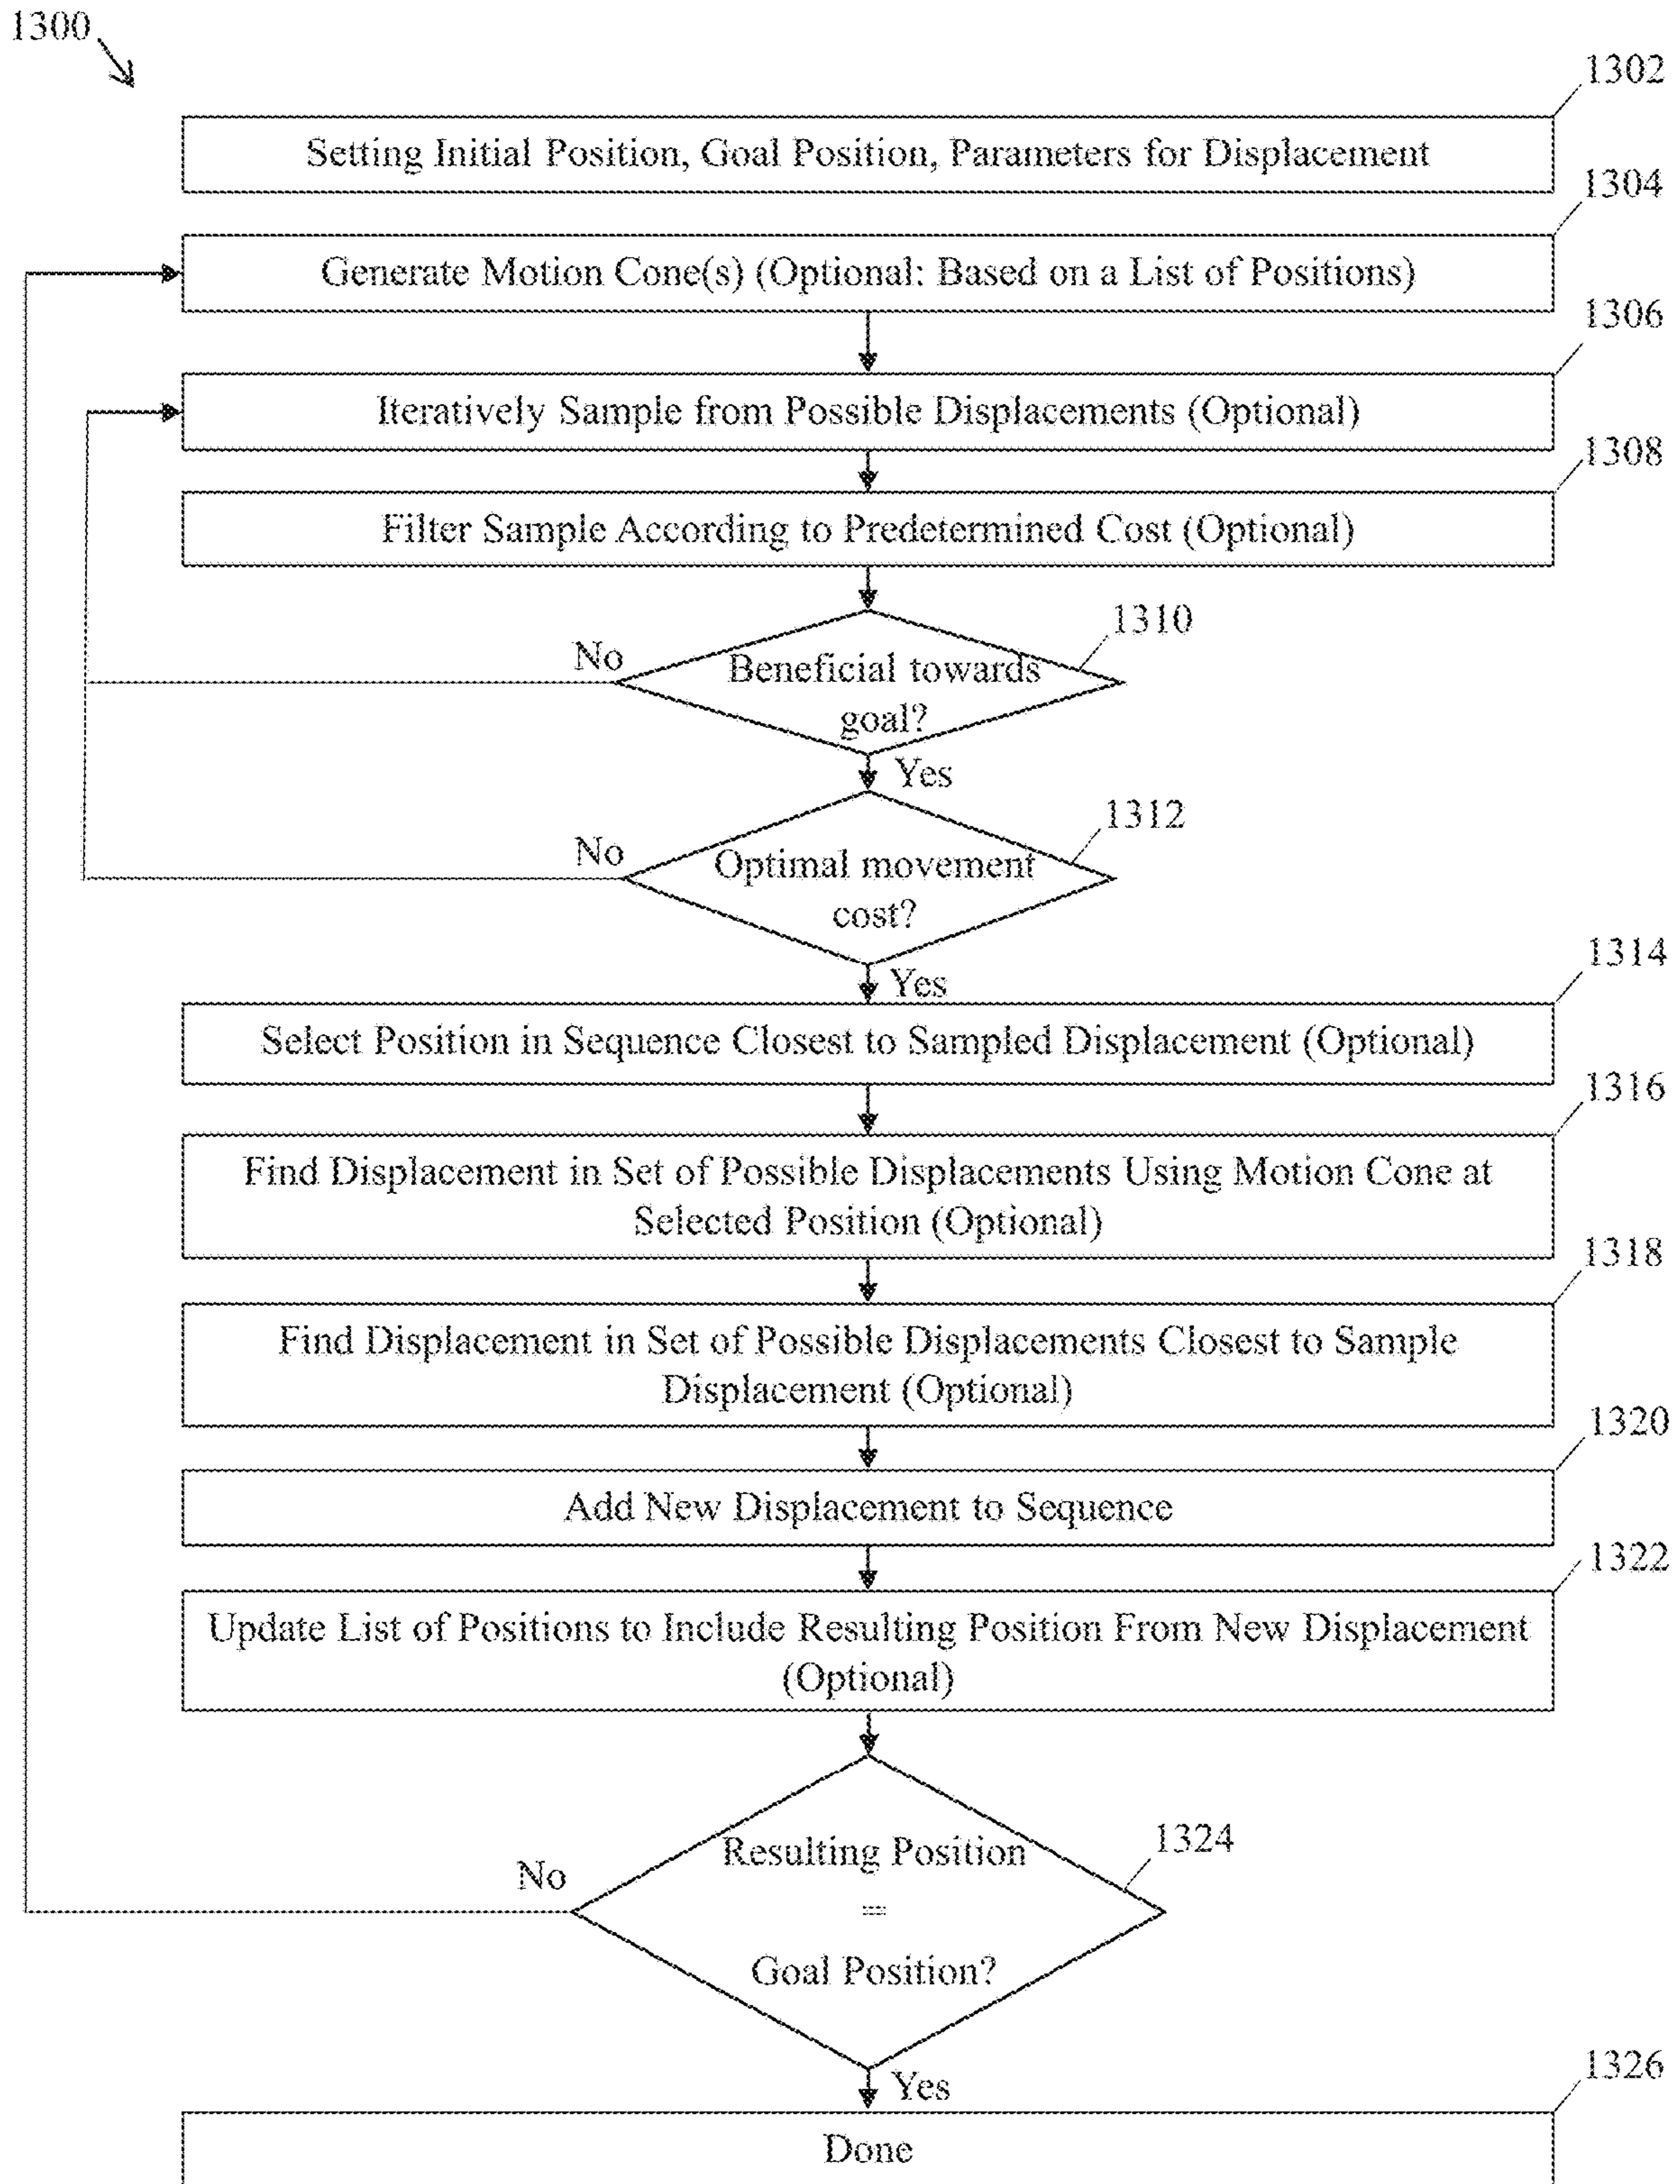 1300
1302
Setting Initial Position, Goal Position, Parameters for Displacement
1304
Generate Motion Cone(s) (Optional: Based on a List of Positions)
1306
Iteratively Sample from Possible Displacements (Optional)
1308
Filter Sample According to Predetermined Cost (Optional)
1310
No
Beneficial towards
goal?
Yes
1312
No
Optimal movement
cost?
Yes
1314
Select Position in Sequence Closest to Sampled Displacement (Optional)
1316
Find Displacement in Set of Possible Displacements Using Motion Cone at
Selected Position (Optional)
1318
Find Displacement in Set of Possible Displacements Closest to Sample
Displacement (Optional)
1320
Add New Displacement to Sequence
1322
Update List of Positions to Include Resulting Position From New Displacement
(Optional)
1324
No
Resulting Position
=
Goal Position?
Yes
1326
Done